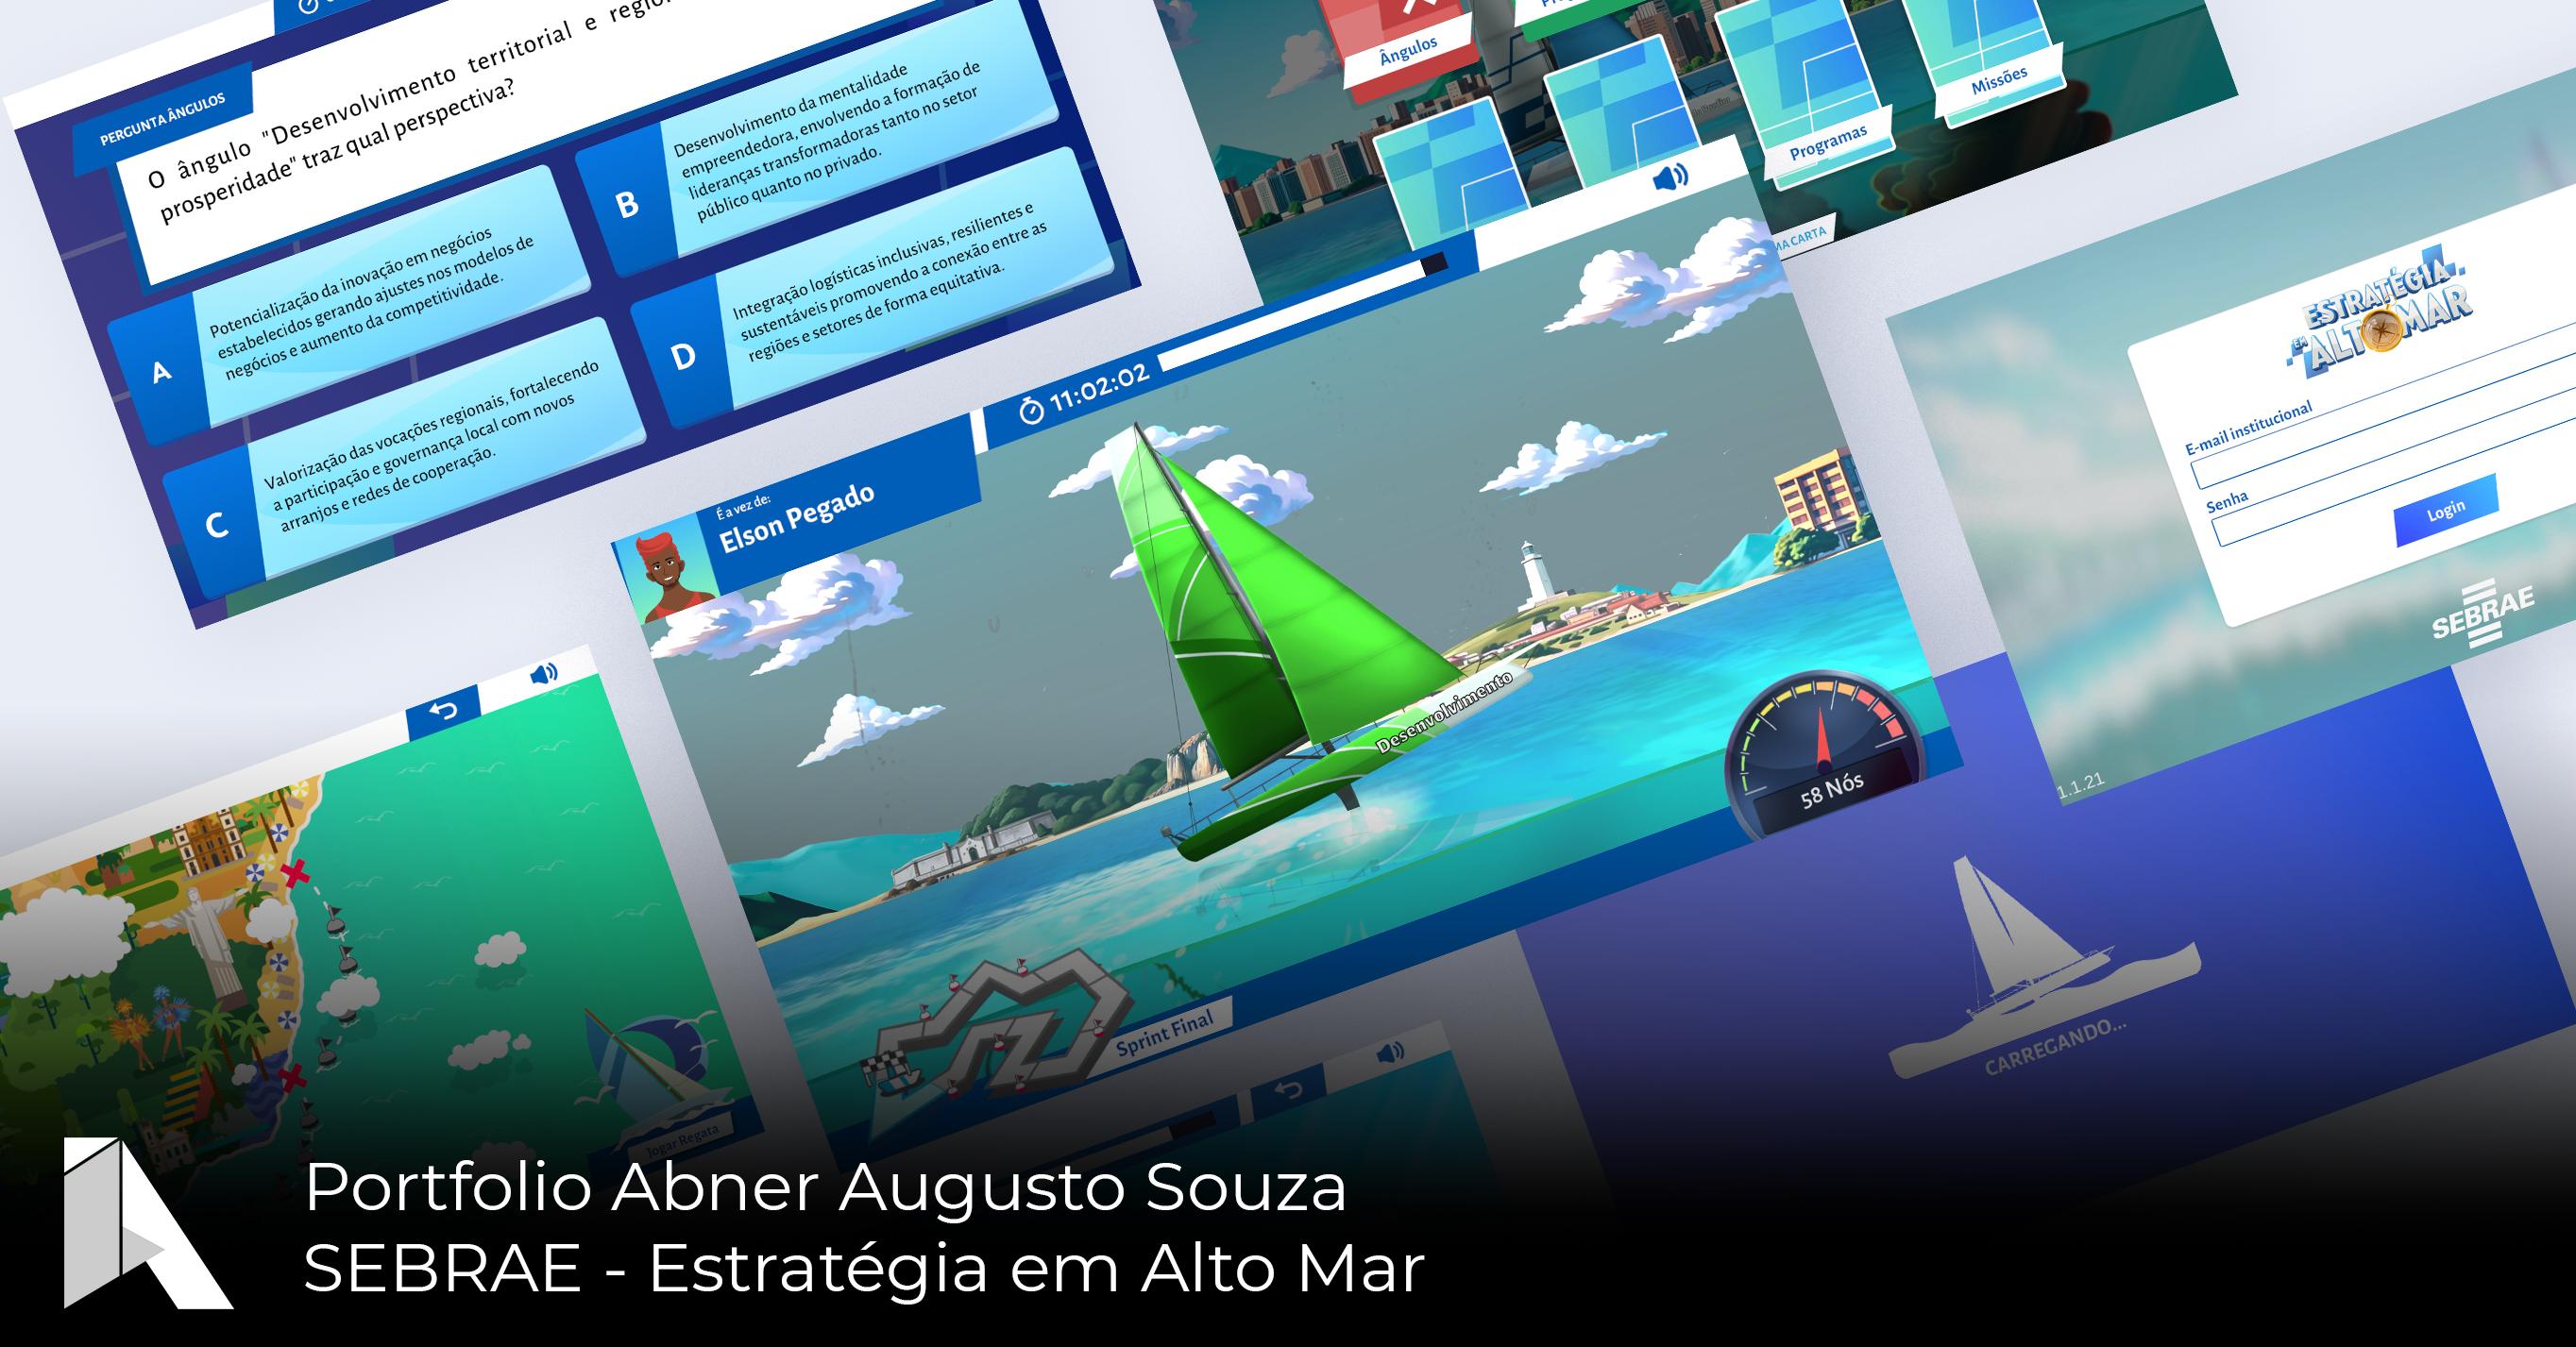 PERGUNTA ÂNGULOS
O ângulo "Desenvolvimento territorial e
prosperidade" traz qual perspectiva?
A
Potencialização da inovação em negócios
estabelecidos gerando ajustes nos modelos de
negócios e aumento da competitividade.
B
Desenvolvimento da mentalidade
empreendedora, envolvendo a formação de
lideranças transformadoras tanto no setor
público quanto no privado.
C
Valorização das vocações regionais, fortalecendo
a participação e governança local com novos
arranjos e redes de cooperação.
D
Integração logísticas inclusivas, resilientes e
sustentáveis promovendo a conexão entre as
regiões e setores de forma equitativa.
Ângulos
Programas
Missões
CARTA
É a vez de:
Elson Pegado
11:02:02
Desenvolvimento
58 Nós
Sprint Final
ESTRATÉGIA
EM
ALTO MAR
E-mail institucional
Senha
Login
SEBRAE
1.1.21
Jogar Regata
CARREGANDO...
Portfolio Abner Augusto Souza
SEBRAE - Estratégia em Alto Mar